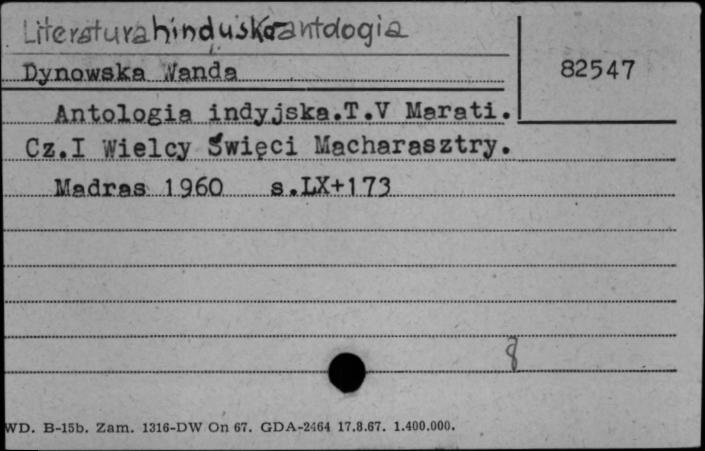 Literatura hinduska antologia
Dynowska Wanda
82547
Antologia indyjska.T.V Marati.
Cz.I Wielcy Święci Macharasztry.
Madras 1960 s.LX+173
8
WD. B-15b. Zam. 1316-DW On 67. GDA-2464 17.8.67. 1.400.000.